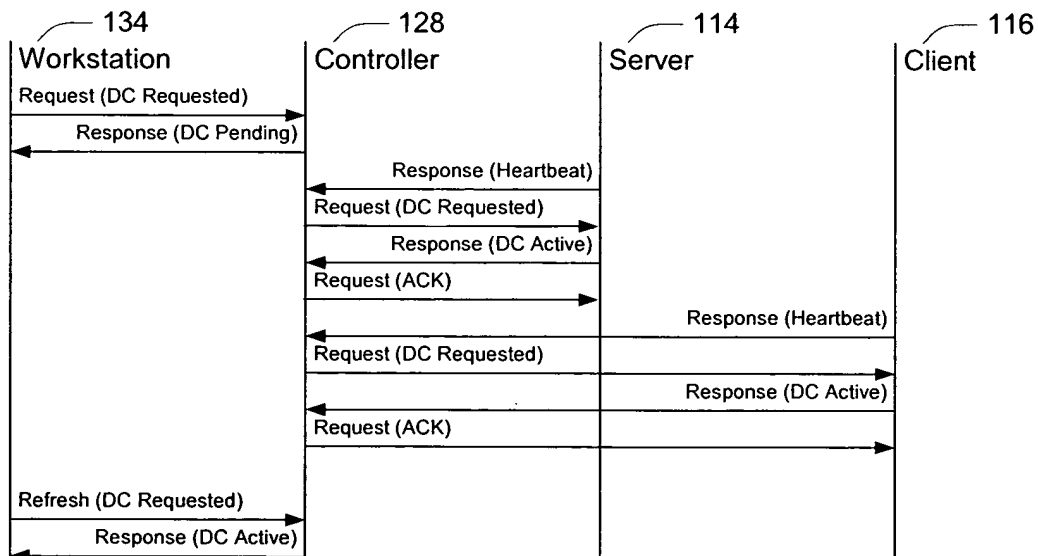 134
128
114
116
Workstation
Controller
Server
Client
Request (DC Requested)
Response (DC Pending)
Response (Heartbeat)
Request (DC Requested)
Response (DC Active)
Request (ACK)
Response (Heartbeat)
Request (DC Requested)
Response (DC Active)
Request (ACK)
Refresh (DC Requested)
Response (DC Active)